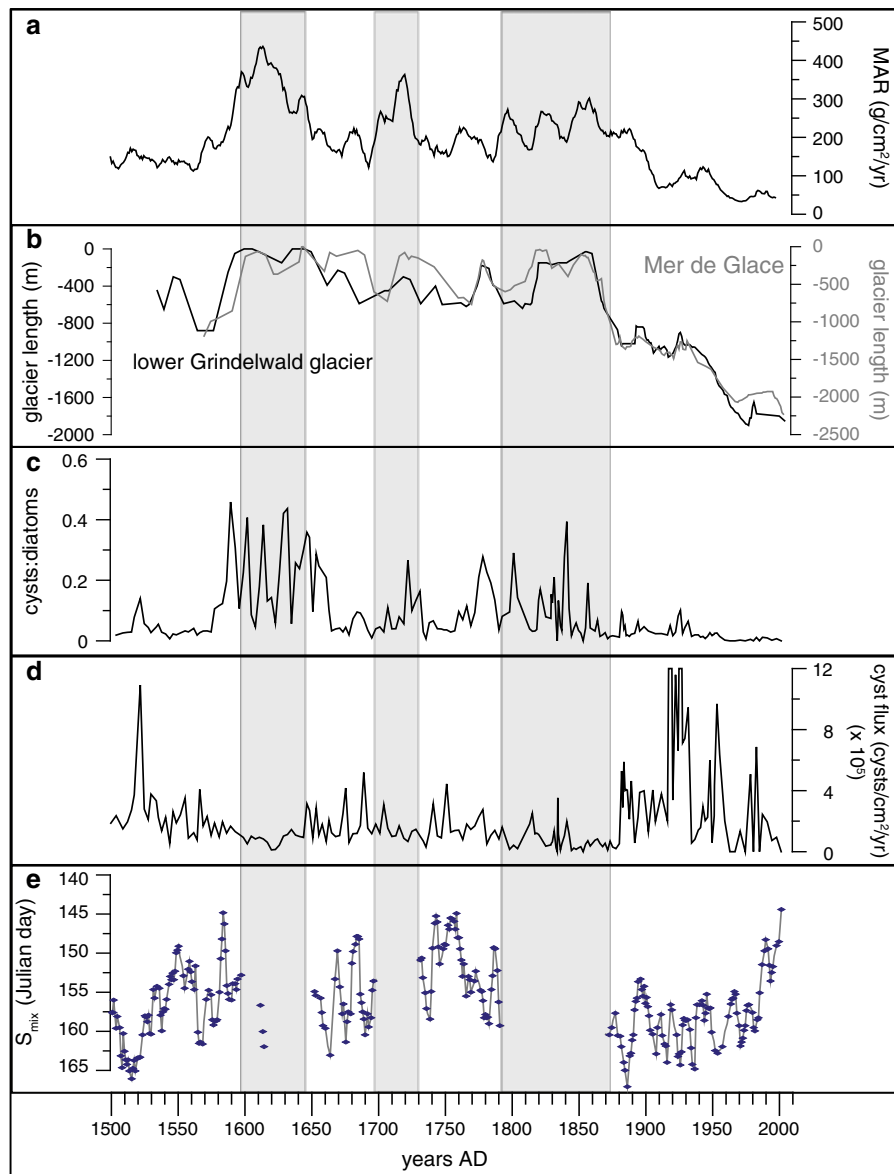 a
500
400
300
200
100
0
MAR (g/cm²/yr)
b
0
-400
-800
-1200
-1600
-2000
glacier length (m)
lower Grindelwald glacier
Mer de Glace
0
-500
-1000
-1500
-2000
-2500
glacier length (m)
c
0.6
0.4
0.2
0
cysts:diatoms
d
12
8
4
0
cyst flux (cysts/cm²/yr)
(x 10⁵)
e
140
145
150
155
160
165
Smix (Julian day)
1500 1550 1600 1650 1700 1750 1800 1850 1900 1950 2000
years AD